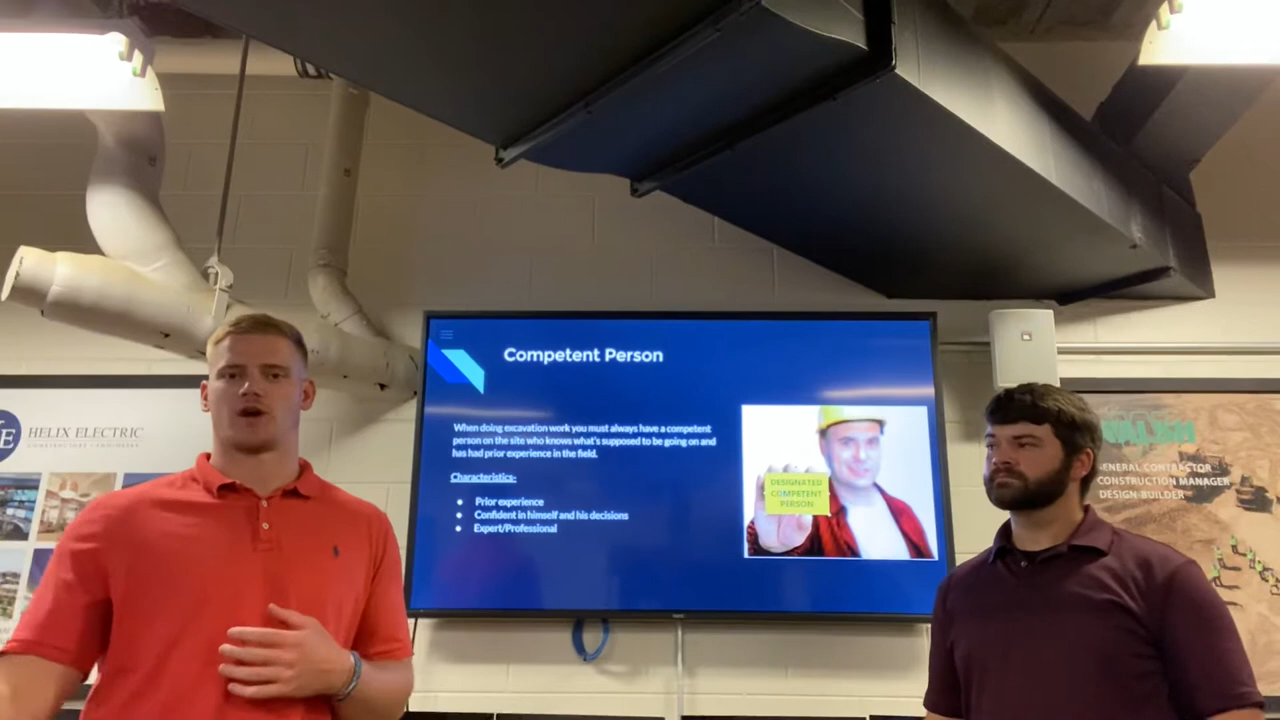 Competent Person
When doing excavation work you must always have a competent
person on the site who knows what's supposed to be going on and
has had prior experience in the field.
Characteristics-
● Prior experience
● Confident in himself and his decisions
● Expert/Professional
DESIGNATED
COMPETENT
PERSON
E
HELIX ELECTRIC
WALSH
GENERAL CONTRACTOR
CONSTRUCTION MANAGER
DESIGN-BUILDER